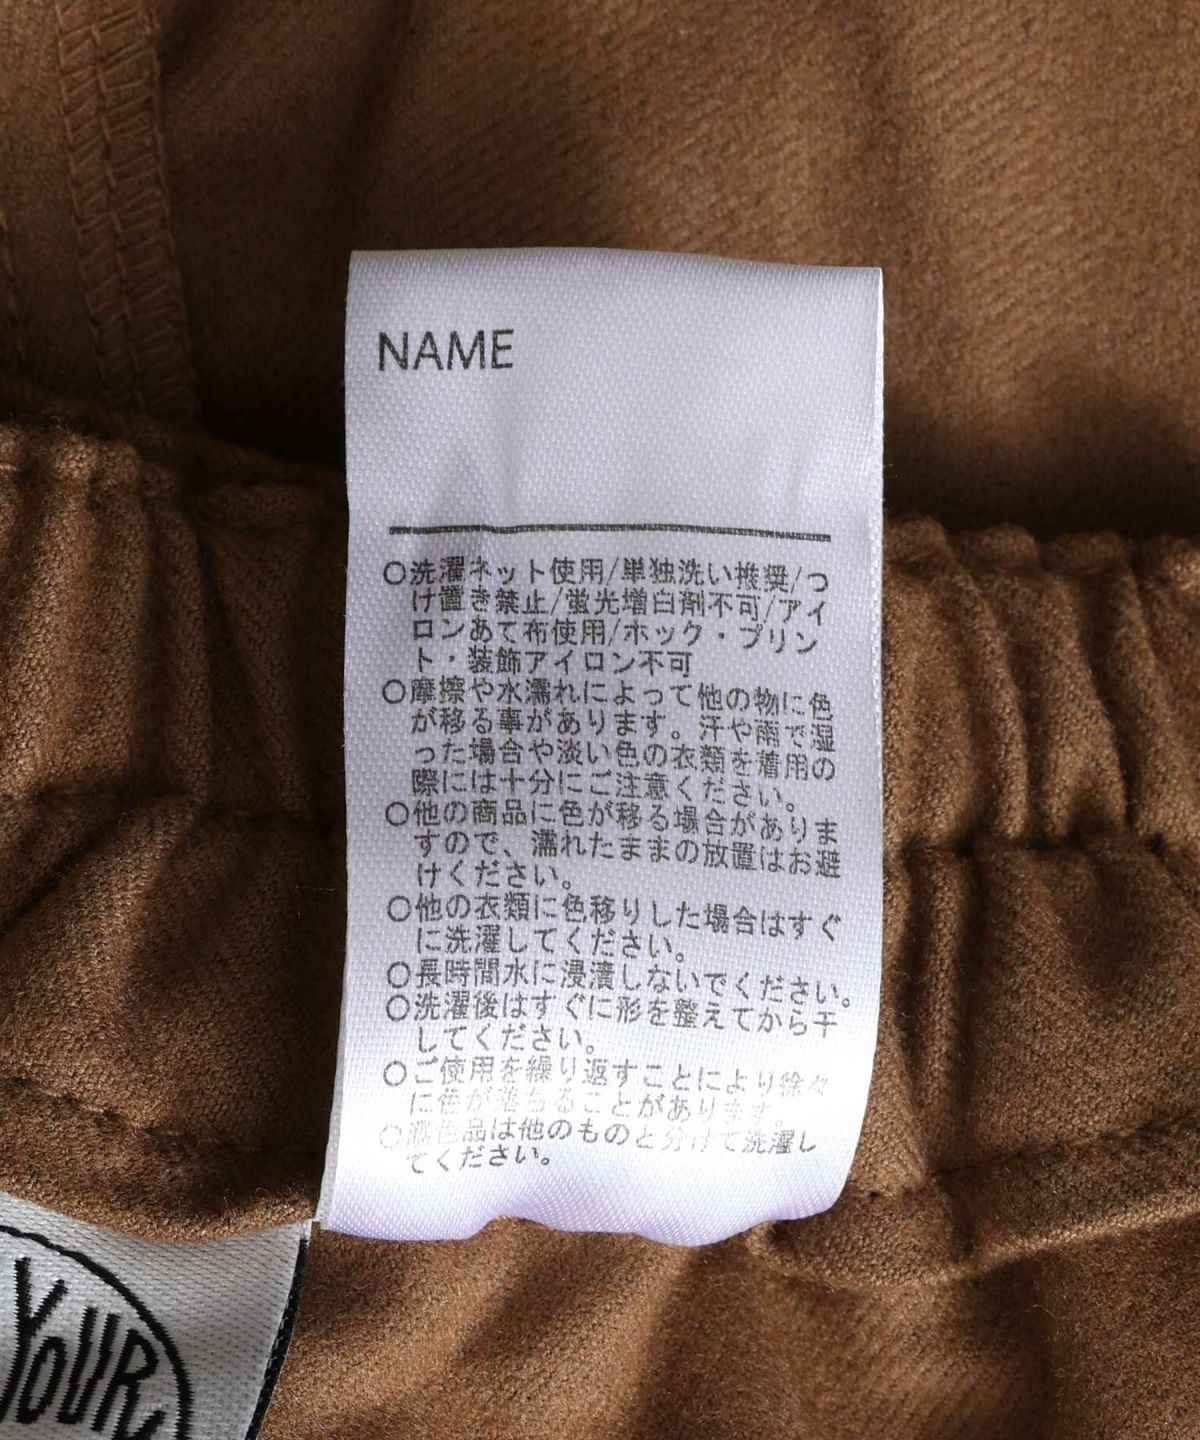 NAME
○洗濯ネット使用/単独洗い推奨/つ
け置き禁止/蛍光増白剤不可/アイ
ロンあて布使用/ホック・プリン
ト・装飾アイロン不可
○摩擦や水濡れによって他の物に色
が移る事があります。汗や雨で湿
った場合や淡い色の衣類を着用の
際には十分にご注意ください。
○他の商品に色が移る場合がありま
すので、濡れたままの放置はお避
けください。
○他の衣類に色移りした場合はすぐ
に洗濯してください。
○長時間水に浸漬しないでください。
○洗濯後はすぐに形を整えてから干
してください。
○ご使用を繰り返すことにより徐々
に色が落ちることがあります。
○濃色品は他のものと分けて洗濯し
てください。
YOUR